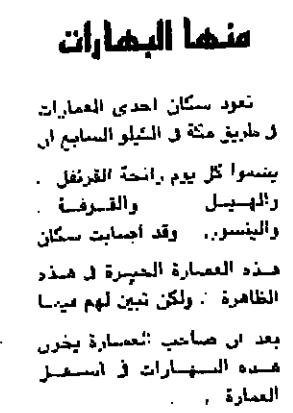 منها البهارات
تعود سكان احدى العمارات
في طريق مكة في الكيلو السابع ان
يشموا كل يوم رائحة القرنفل .
والهيل والقرفة .
والينسون.. وقد أصابت سكان
هذه العمارة الحيرة في هذه
الظاهرة . ولكن تبين لهم فيما
بعد ان صاحب العمارة يخزن
هذه البهارات في اسفل
العمارة .